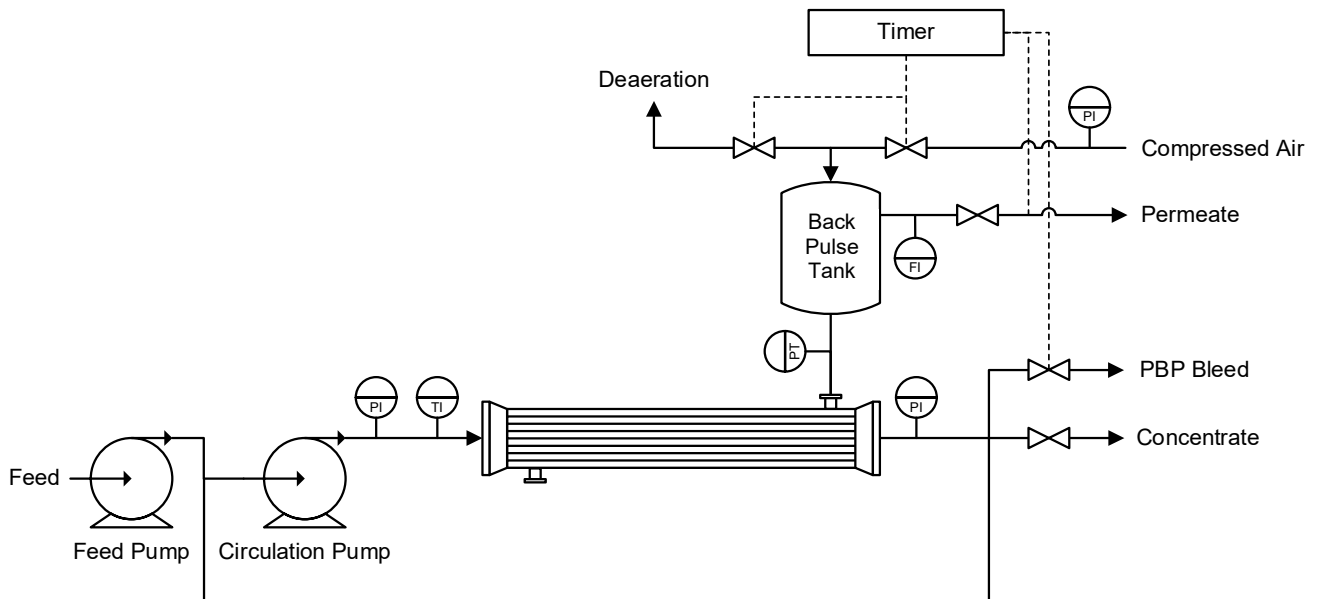 Timer
Deaeration
PI
Compressed Air
Back
Pulse
Tank
Permeate
FI
PT
PBP Bleed
PI
TI
PI
Concentrate
Feed
Feed Pump
Circulation Pump